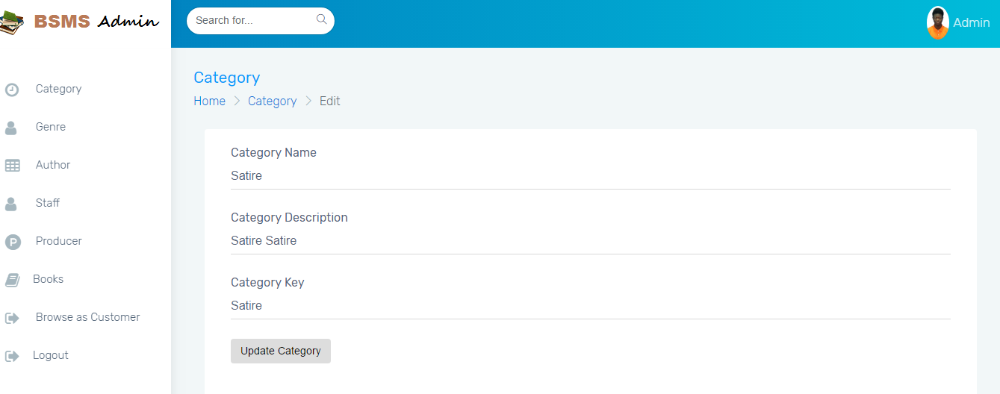 BSMS Admin
Search for...
Admin
Category
Genre
Author
Staff
Producer
Books
Browse as Customer
Logout
Category
Home > Category > Edit
Category Name
Satire
Category Description
Satire Satire
Category Key
Satire
Update Category